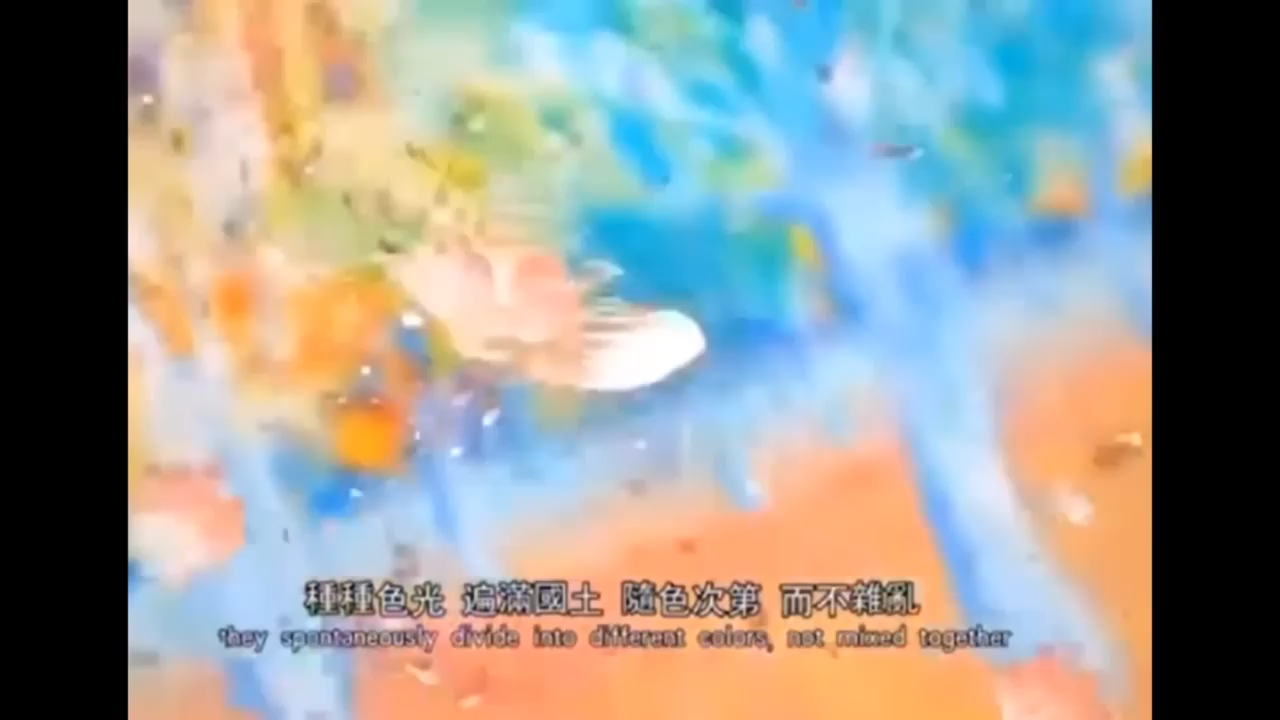 種種色光 遍滿國土 隨色次第 而不雜亂
they spontaneously divide into different colors, not mixed together